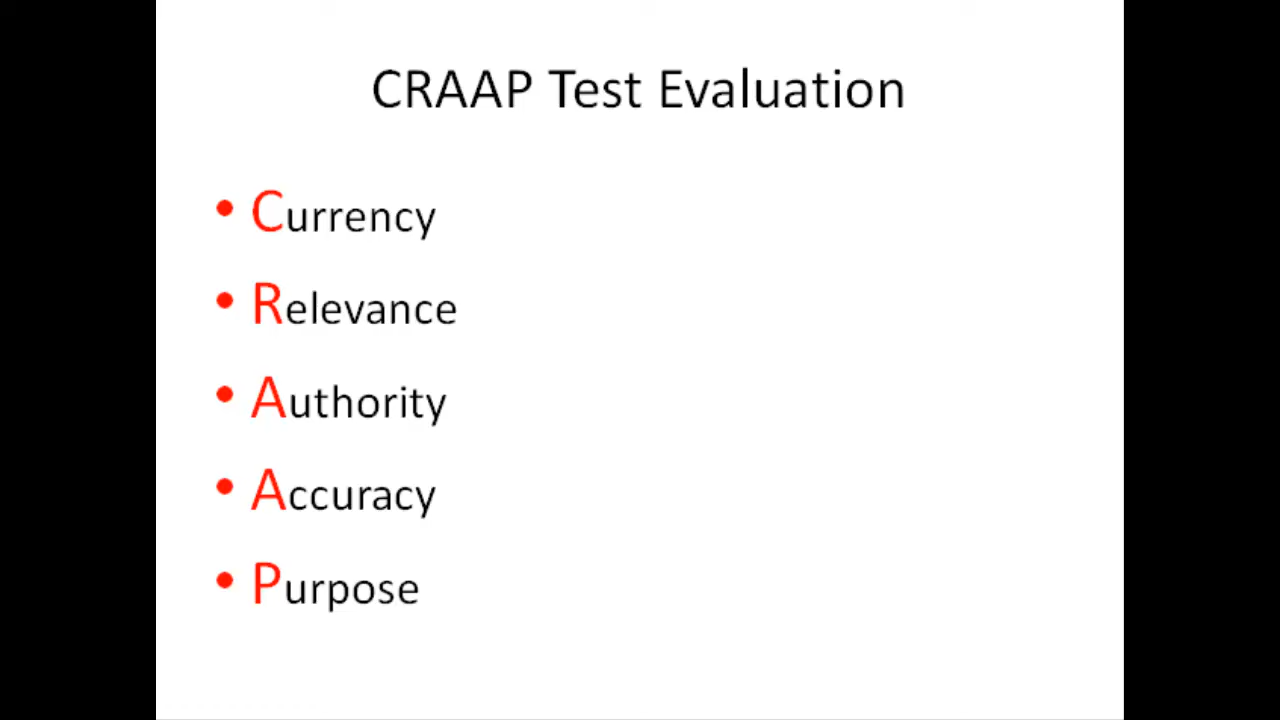 CRAAP Test Evaluation
• Currency
• Relevance
• Authority
• Accuracy
• Purpose